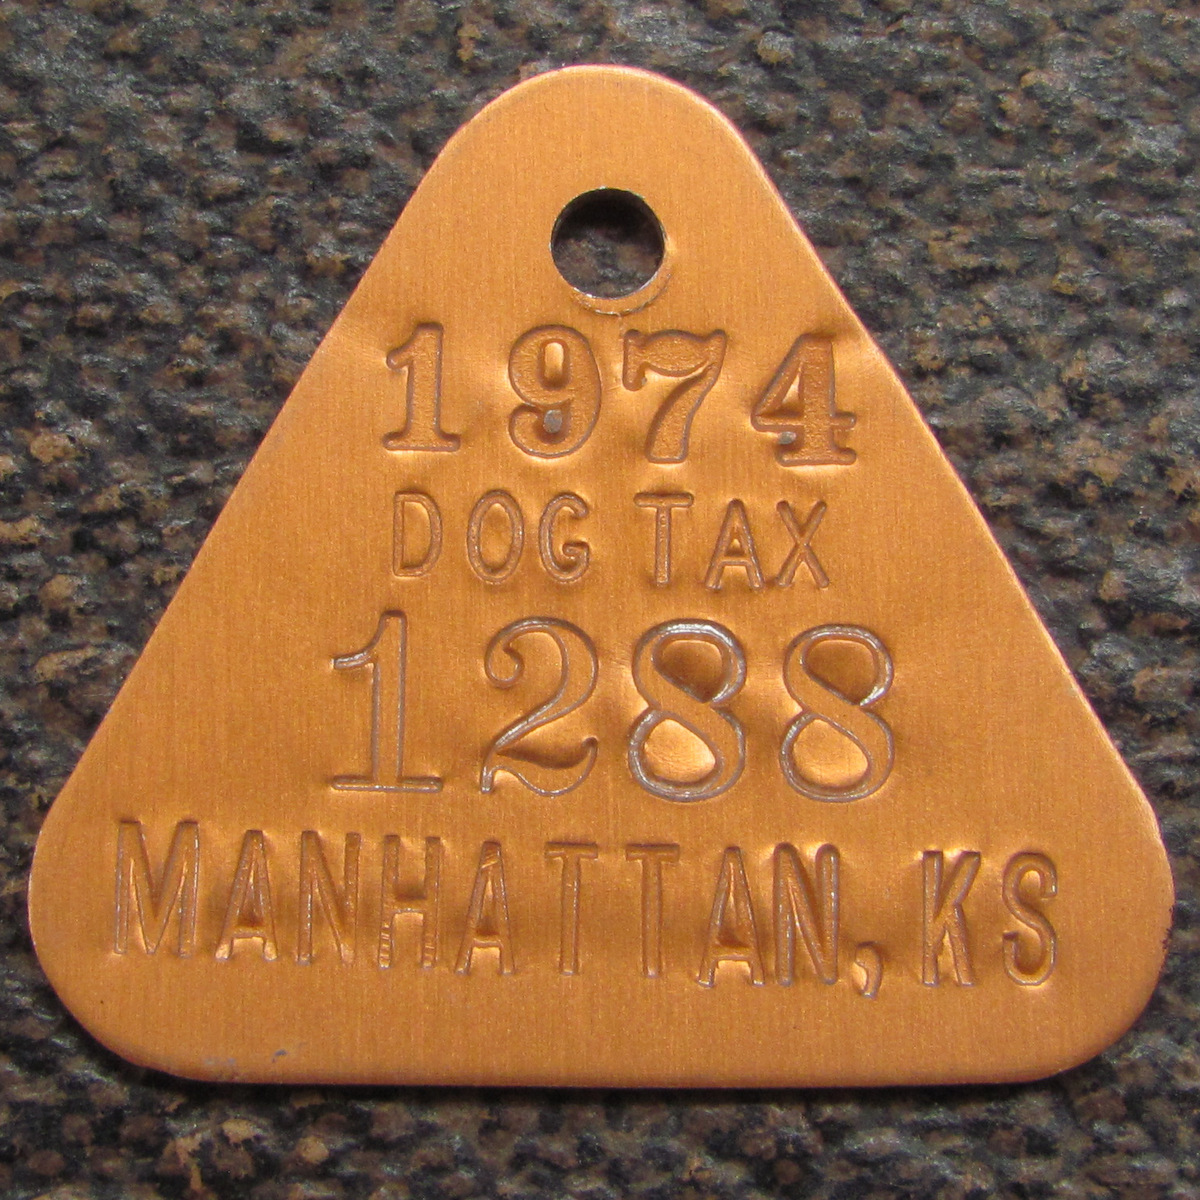 1974
DOG TAX
1288
MANHATTAN, KS